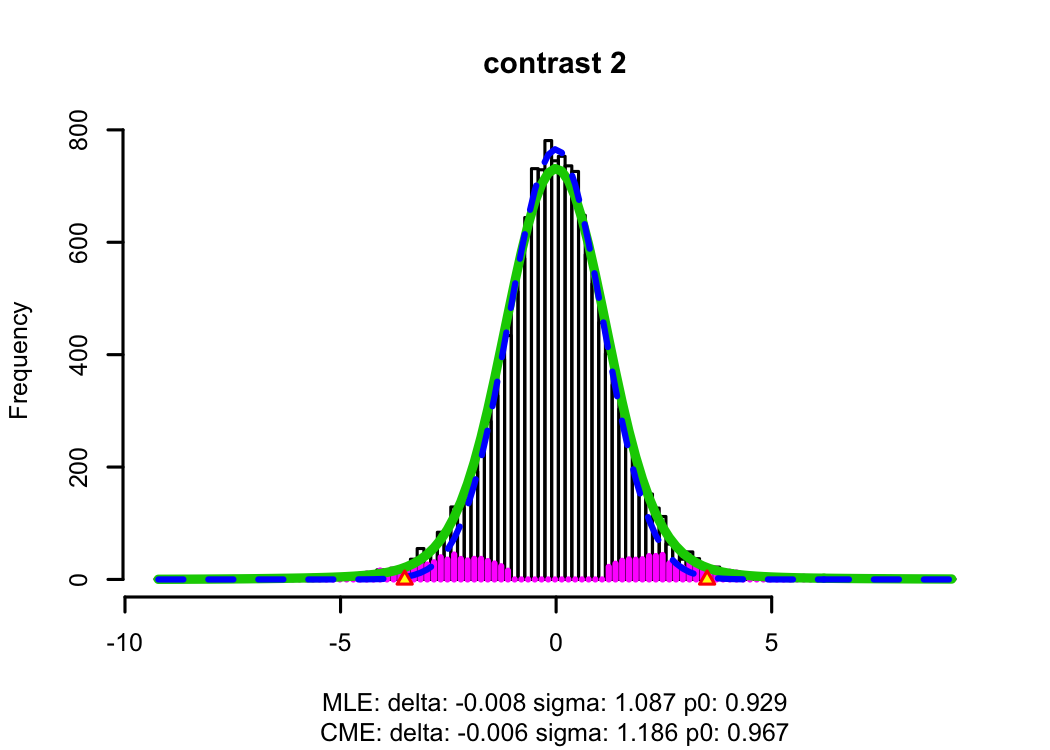 contrast 2
Frequency
800
600
400
200
0
-10 -5 0 5
MLE: delta: -0.008 sigma: 1.087 p0: 0.929
CME: delta: -0.006 sigma: 1.186 p0: 0.967